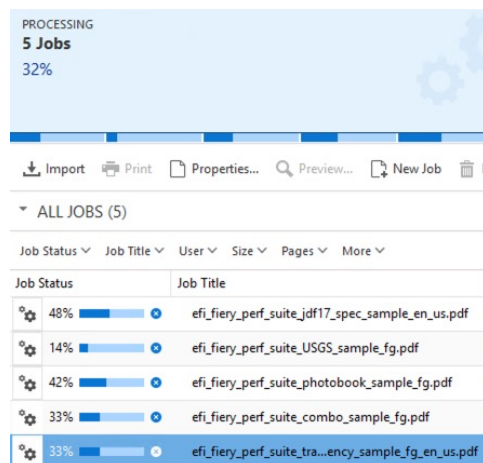 PROCESSING
5 Jobs
32%
Import Print Properties... Preview... New Job
ALL JOBS (5)
Job Status Job Title User Size Pages More
Job Status Job Title
48% efi_fiery_perf_suite_jdf17_spec_sample_en_us.pdf
14% efi_fiery_perf_suite_USGS_sample_fg.pdf
42% efi_fiery_perf_suite_photobook_sample_fg.pdf
33% efi_fiery_perf_suite_combo_sample_fg.pdf
33% efi_fiery_perf_suite_tra...ency_sample_fg_en_us.pdf